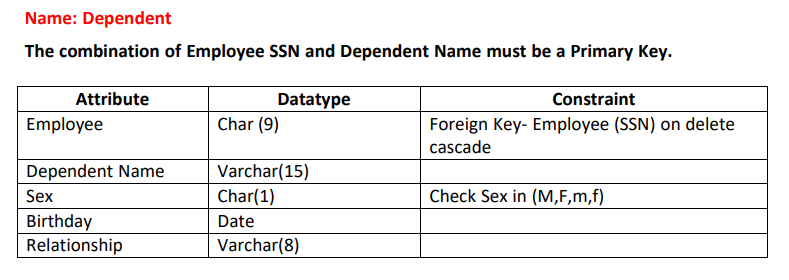 Name: Dependent
The combination of Employee SSN and Dependent Name must be a Primary Key.
Attribute Datatype Constraint
Employee Char (9) Foreign Key- Employee (SSN) on delete
cascade
Dependent Name Varchar(15)
Sex Char(1) Check Sex in (M,F,m,f)
Birthday Date
Relationship Varchar(8)